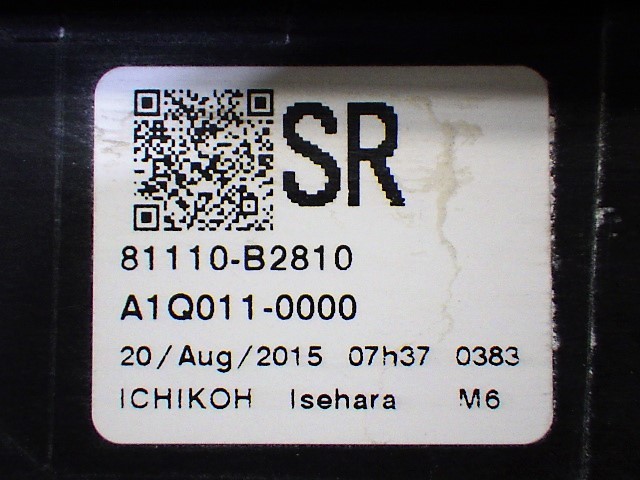 SR
81110-B2810
A1Q011-0000
20/Aug/2015 07h37 0383
ICHIKOH Isehara M6